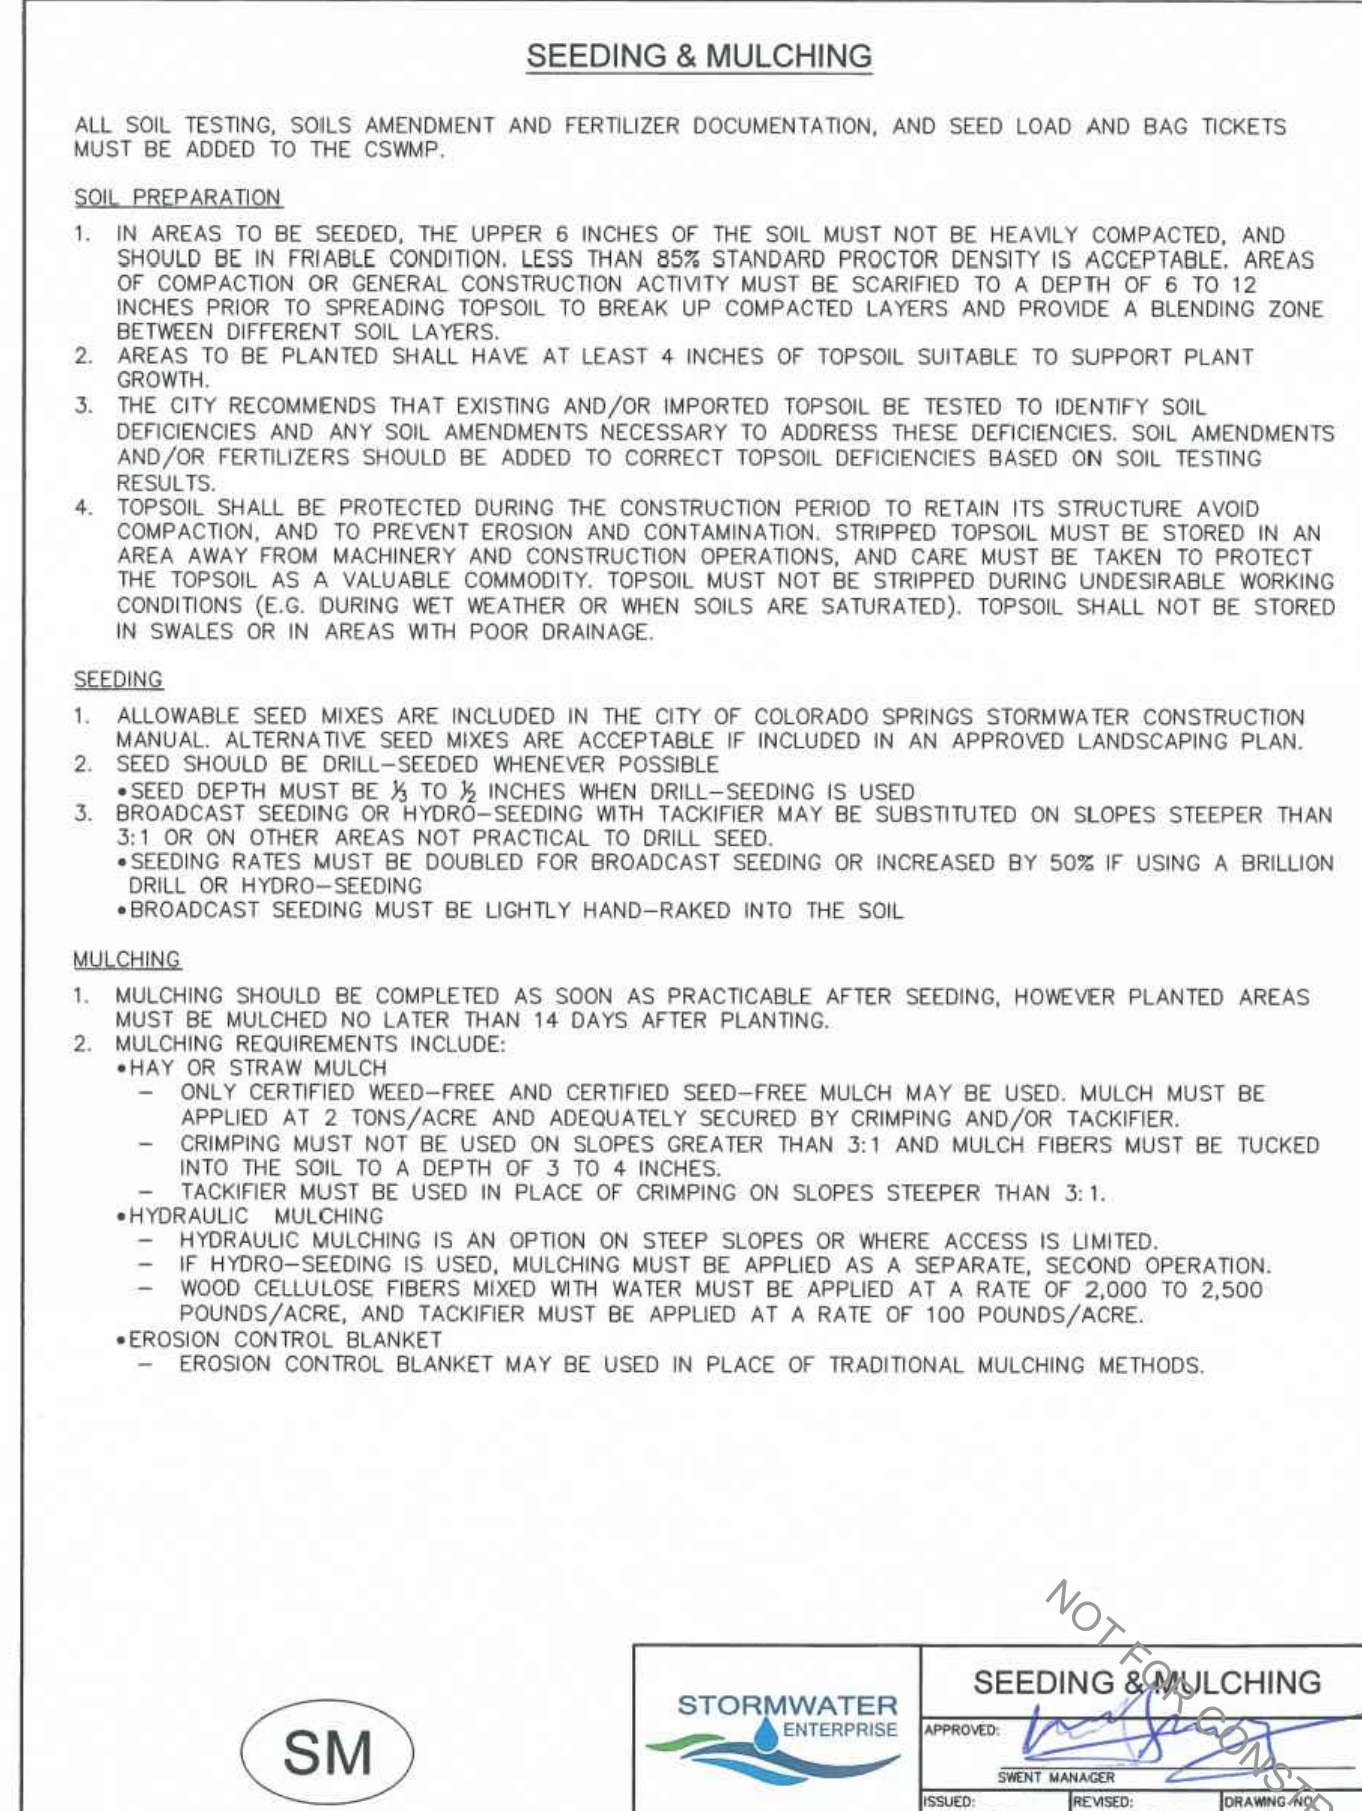 SEEDING & MULCHING
ALL SOIL TESTING, SOILS AMENDMENT AND FERTILIZER DOCUMENTATION, AND SEED LOAD AND BAG TICKETS
MUST BE ADDED TO THE CSWMP.
SOIL PREPARATION
1. IN AREAS TO BE SEEDED, THE UPPER 6 INCHES OF THE SOIL MUST NOT BE HEAVILY COMPACTED, AND
SHOULD BE IN FRIABLE CONDITION. LESS THAN 85% STANDARD PROCTOR DENSITY IS ACCEPTABLE. AREAS
OF COMPACTION OR GENERAL CONSTRUCTION ACTIVITY MUST BE SCARIFIED TO A DEPTH OF 6 TO 12
INCHES PRIOR TO SPREADING TOPSOIL TO BREAK UP COMPACTED LAYERS AND PROVIDE A BLENDING ZONE
BETWEEN DIFFERENT SOIL LAYERS.
2. AREAS TO BE PLANTED SHALL HAVE AT LEAST 4 INCHES OF TOPSOIL SUITABLE TO SUPPORT PLANT
GROWTH.
3. THE CITY RECOMMENDS THAT EXISTING AND/OR IMPORTED TOPSOIL BE TESTED TO IDENTIFY SOIL
DEFICIENCIES AND ANY SOIL AMENDMENTS NECESSARY TO ADDRESS THESE DEFICIENCIES. SOIL AMENDMENTS
AND/OR FERTILIZERS SHOULD BE ADDED TO CORRECT TOPSOIL DEFICIENCIES BASED ON SOIL TESTING
RESULTS.
4. TOPSOIL SHALL BE PROTECTED DURING THE CONSTRUCTION PERIOD TO RETAIN ITS STRUCTURE AVOID
COMPACTION, AND TO PREVENT EROSION AND CONTAMINATION. STRIPPED TOPSOIL MUST BE STORED IN AN
AREA AWAY FROM MACHINERY AND CONSTRUCTION OPERATIONS, AND CARE MUST BE TAKEN TO PROTECT
THE TOPSOIL AS A VALUABLE COMMODITY. TOPSOIL MUST NOT BE STRIPPED DURING UNDESIRABLE WORKING
CONDITIONS (E.G. DURING WET WEATHER OR WHEN SOILS ARE SATURATED). TOPSOIL SHALL NOT BE STORED
IN SWALES OR IN AREAS WITH POOR DRAINAGE.
SEEDING
1. ALLOWABLE SEED MIXES ARE INCLUDED IN THE CITY OF COLORADO SPRINGS STORMWATER CONSTRUCTION
MANUAL. ALTERNATIVE SEED MIXES ARE ACCEPTABLE IF INCLUDED IN AN APPROVED LANDSCAPING PLAN.
2. SEED SHOULD BE DRILL-SEEDED WHENEVER POSSIBLE
•SEED DEPTH MUST BE ⅓ TO ½ INCHES WHEN DRILL-SEEDING IS USED
3. BROADCAST SEEDING OR HYDRO-SEEDING WITH TACKIFIER MAY BE SUBSTITUTED ON SLOPES STEEPER THAN
3:1 OR ON OTHER AREAS NOT PRACTICAL TO DRILL SEED.
•SEEDING RATES MUST BE DOUBLED FOR BROADCAST SEEDING OR INCREASED BY 50% IF USING A BRILLION
DRILL OR HYDRO-SEEDING
•BROADCAST SEEDING MUST BE LIGHTLY HAND-RAKED INTO THE SOIL
MULCHING
1. MULCHING SHOULD BE COMPLETED AS SOON AS PRACTICABLE AFTER SEEDING, HOWEVER PLANTED AREAS
MUST BE MULCHED NO LATER THAN 14 DAYS AFTER PLANTING.
2. MULCHING REQUIREMENTS INCLUDE:
•HAY OR STRAW MULCH
– ONLY CERTIFIED WEED-FREE AND CERTIFIED SEED-FREE MULCH MAY BE USED. MULCH MUST BE
APPLIED AT 2 TONS/ACRE AND ADEQUATELY SECURED BY CRIMPING AND/OR TACKIFIER.
– CRIMPING MUST NOT BE USED ON SLOPES GREATER THAN 3:1 AND MULCH FIBERS MUST BE TUCKED
INTO THE SOIL TO A DEPTH OF 3 TO 4 INCHES.
– TACKIFIER MUST BE USED IN PLACE OF CRIMPING ON SLOPES STEEPER THAN 3:1.
•HYDRAULIC MULCHING
– HYDRAULIC MULCHING IS AN OPTION ON STEEP SLOPES OR WHERE ACCESS IS LIMITED.
– IF HYDRO-SEEDING IS USED, MULCHING MUST BE APPLIED AS A SEPARATE, SECOND OPERATION.
– WOOD CELLULOSE FIBERS MIXED WITH WATER MUST BE APPLIED AT A RATE OF 2,000 TO 2,500
POUNDS/ACRE, AND TACKIFIER MUST BE APPLIED AT A RATE OF 100 POUNDS/ACRE.
•EROSION CONTROL BLANKET
– EROSION CONTROL BLANKET MAY BE USED IN PLACE OF TRADITIONAL MULCHING METHODS.
SM
STORMWATER
ENTERPRISE
SEEDING & MULCHING
APPROVED:
SWENT MANAGER
ISSUED:
REVISED:
DRAWING NO.
NOT FOR CONSTR